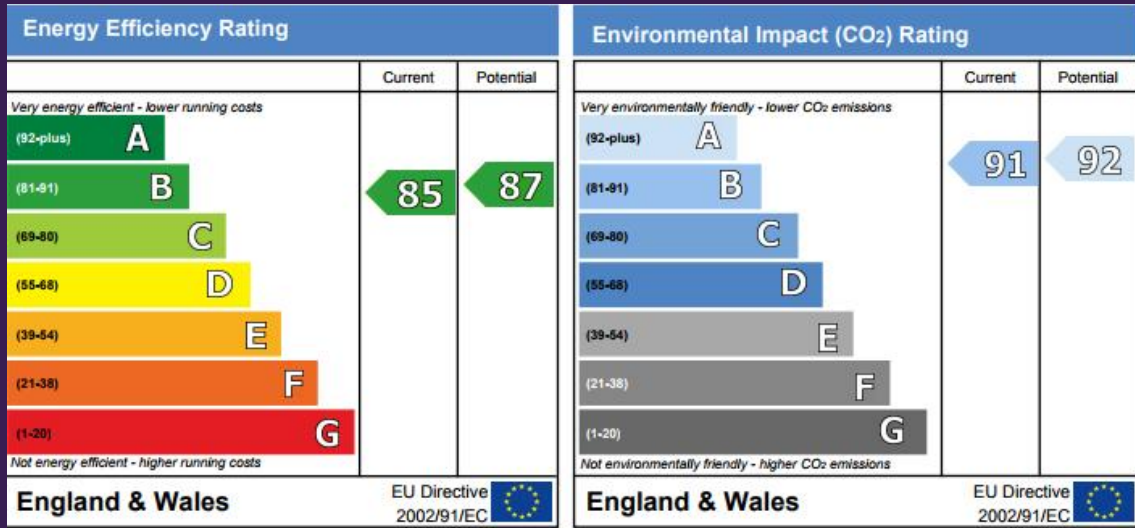 Energy Efficiency Rating
Current Potential
Very energy efficient - lower running costs
(92-plus) A
(81-91) B
85 87
(69-80) C
(55-68) D
(39-54) E
(21-38) F
(1-20) G
Not energy efficient - higher running costs
England & Wales
EU Directive
2002/91/EC
Environmental Impact (CO2) Rating
Current Potential
Very environmentally friendly - lower CO2 emissions
(92-plus) A
91 92
(81-91) B
(69-80) C
(55-68) D
(39-54) E
(21-38) F
(1-20) G
Not environmentally friendly - higher CO2 emissions
England & Wales
EU Directive
2002/91/EC